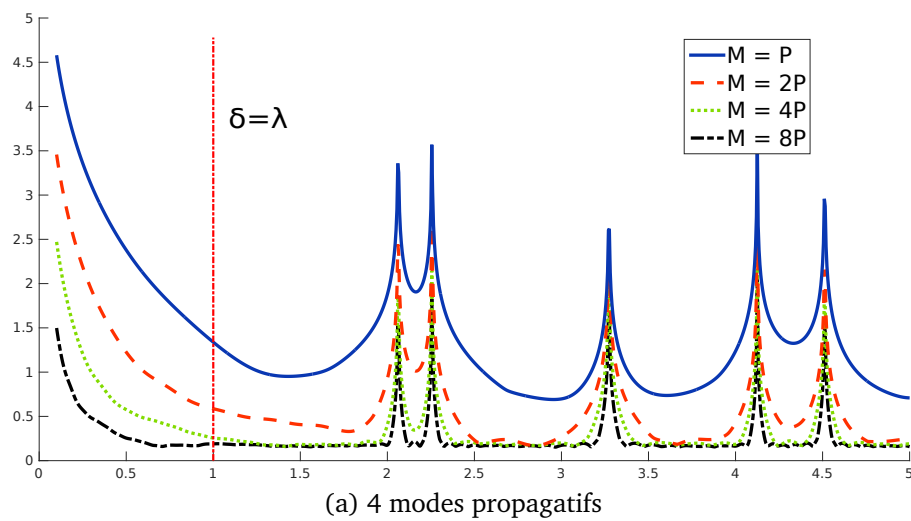 5
4.5
4
3.5
3
2.5
2
1.5
1
0.5
0
δ=λ
M = P
M = 2P
M = 4P
M = 8P
0 0.5 1 1.5 2 2.5 3 3.5 4 4.5 5
(a) 4 modes propagatifs